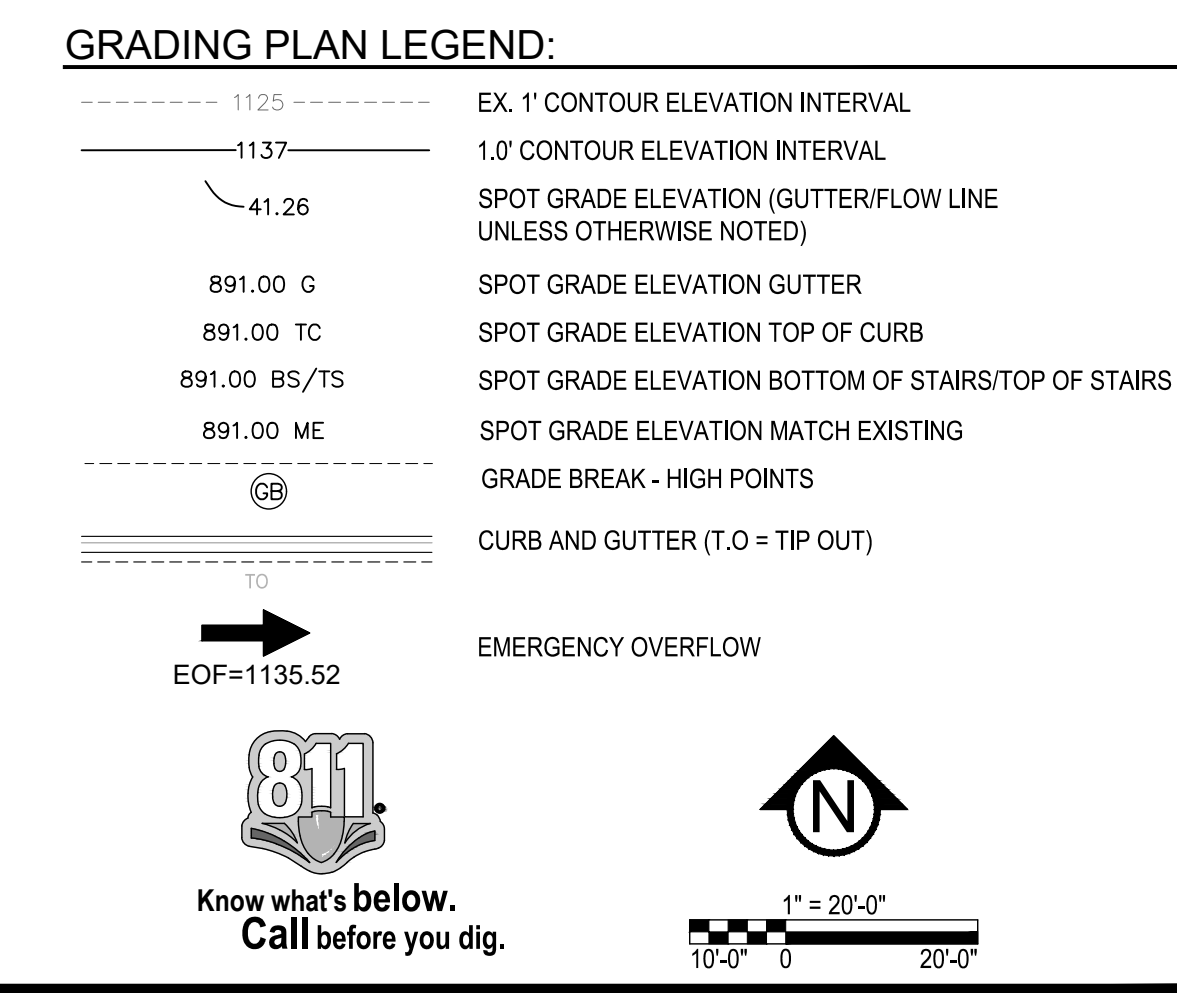 GRADING PLAN LEGEND:
1125 EX. 1' CONTOUR ELEVATION INTERVAL
1137 1.0' CONTOUR ELEVATION INTERVAL
41.26 SPOT GRADE ELEVATION (GUTTER/FLOW LINE
UNLESS OTHERWISE NOTED)
891.00 G SPOT GRADE ELEVATION GUTTER
891.00 TC SPOT GRADE ELEVATION TOP OF CURB
891.00 BS/TS SPOT GRADE ELEVATION BOTTOM OF STAIRS/TOP OF STAIRS
891.00 ME SPOT GRADE ELEVATION MATCH EXISTING
GB GRADE BREAK - HIGH POINTS
CURB AND GUTTER (T.O = TIP OUT)
TO
EMERGENCY OVERFLOW
EOF=1135.52
811.
Know what's below.
Call before you dig.
N
1" = 20'-0"
10'-0" 0 20'-0"